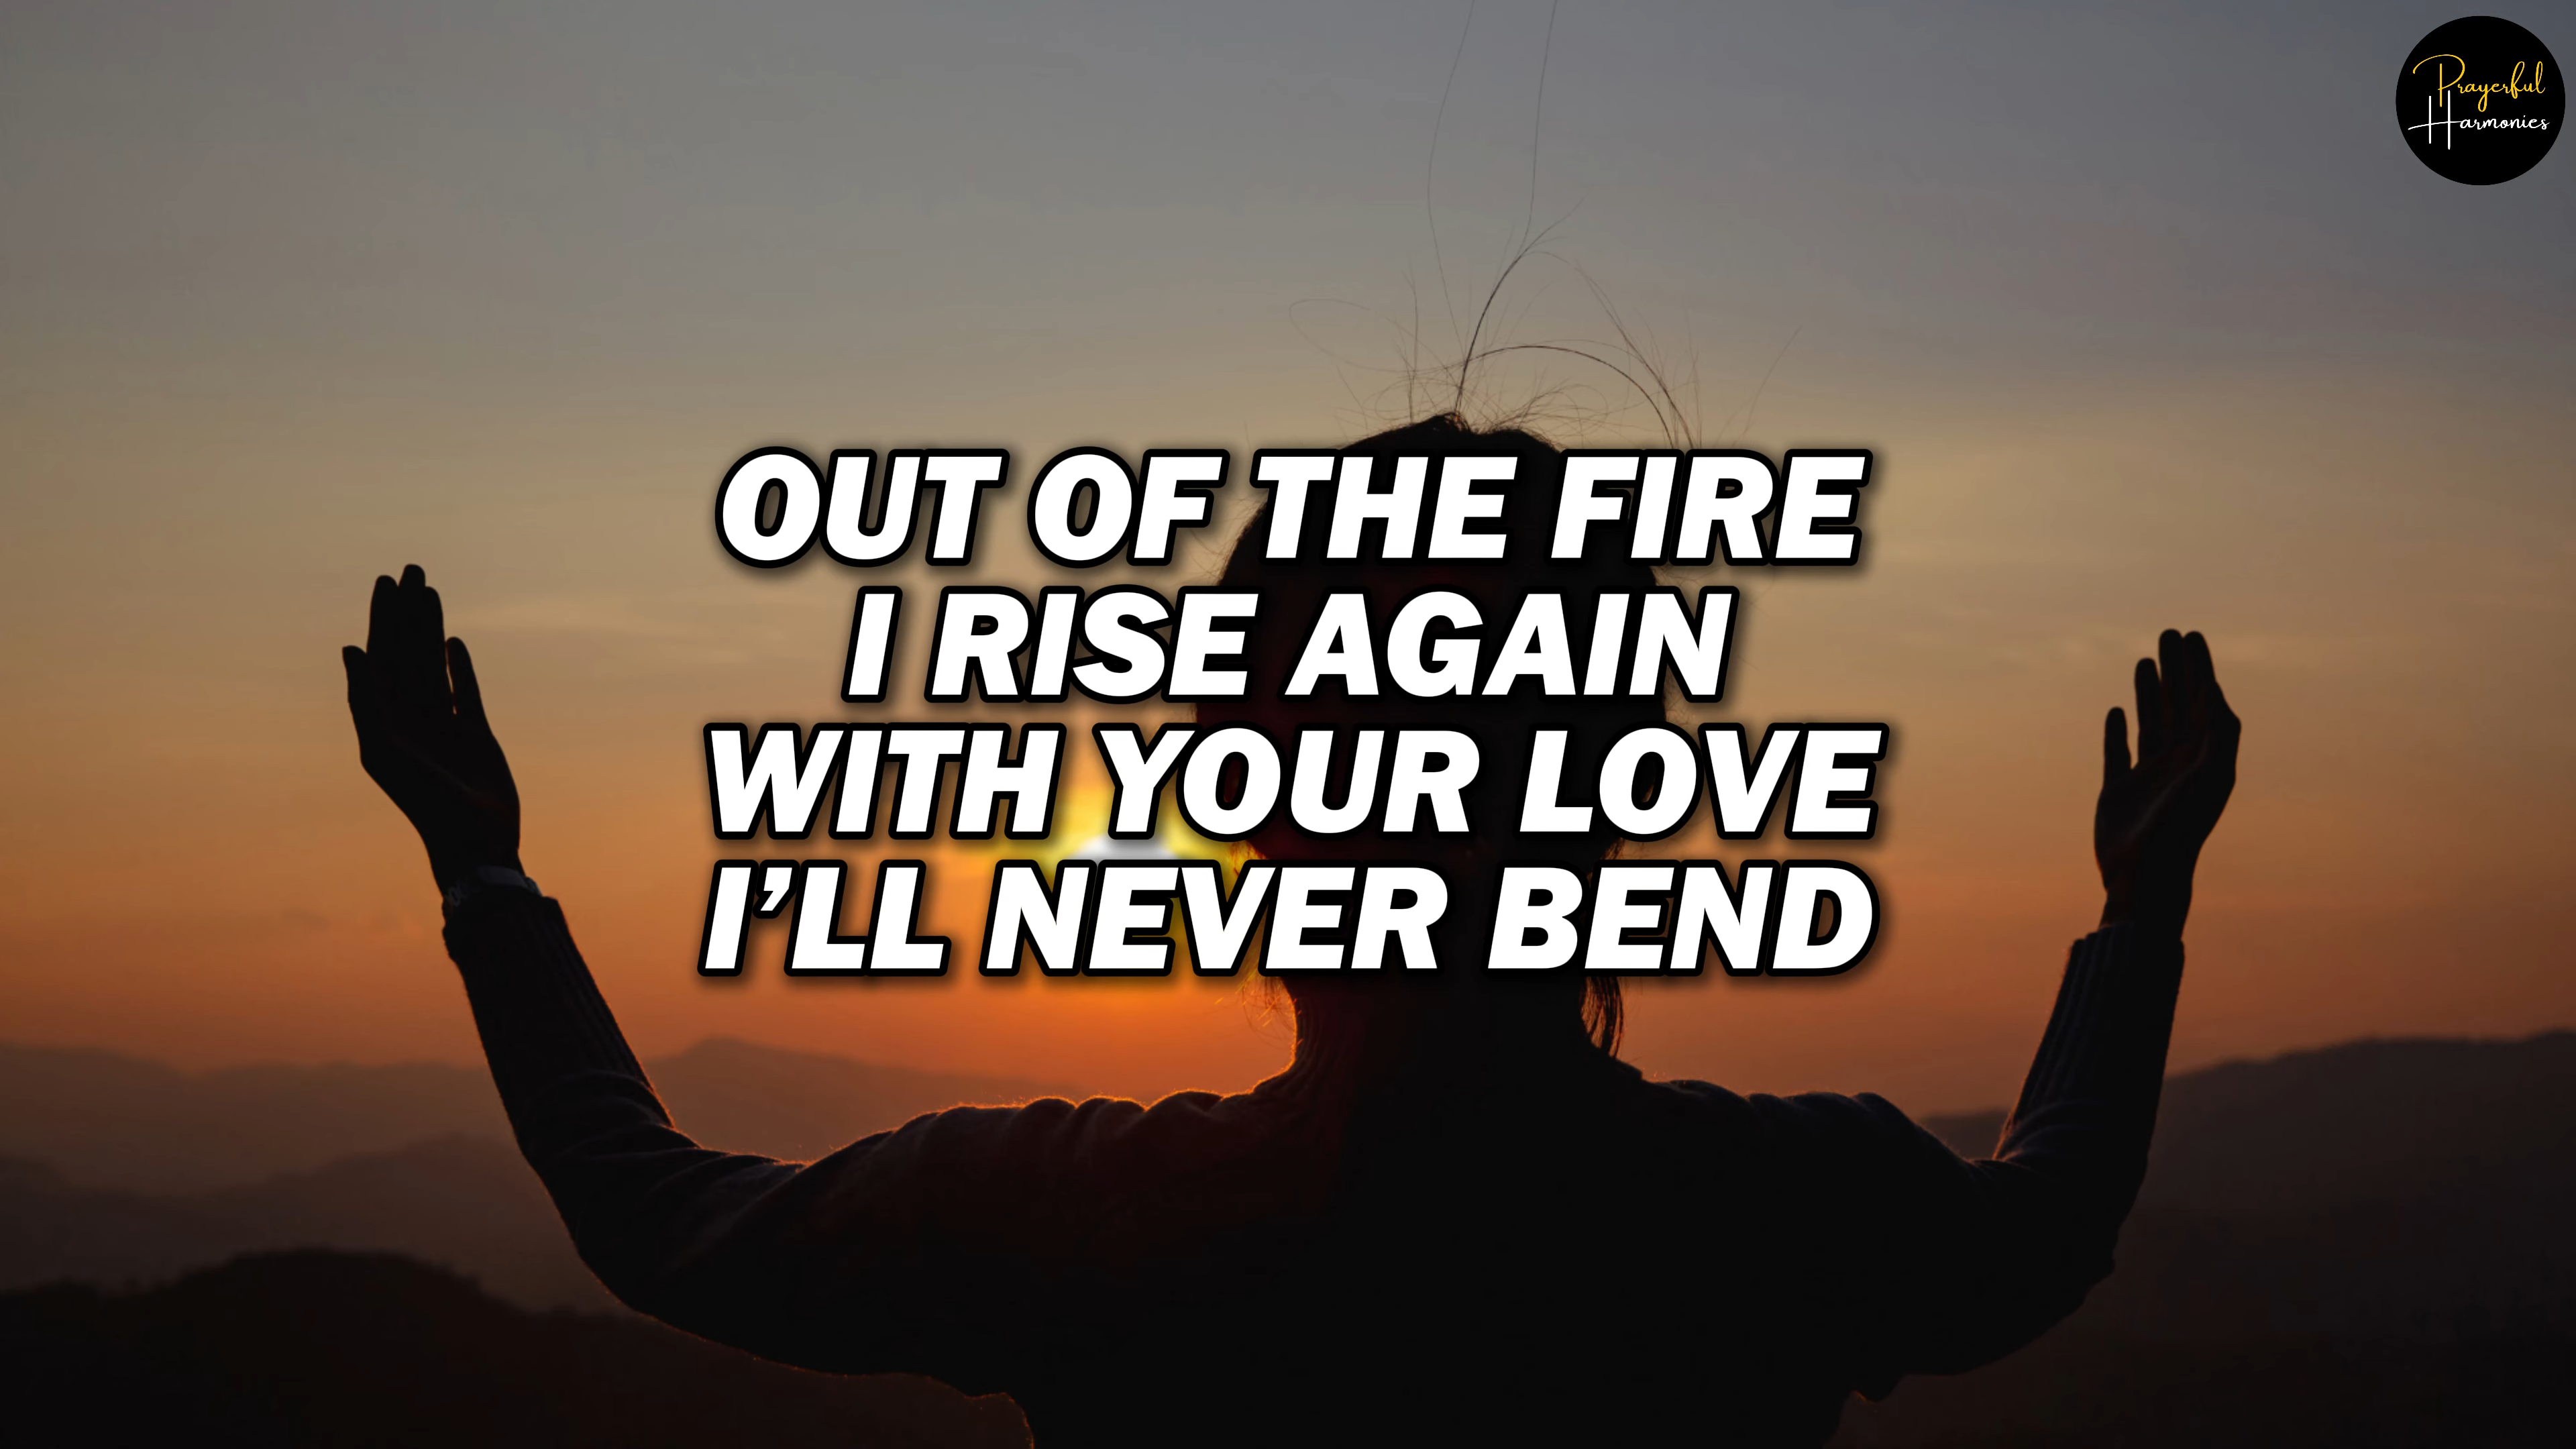 Prayerful
Harmonies
OUT OF THE FIRE
I RISE AGAIN
WITH YOUR LOVE
I’LL NEVER BEND